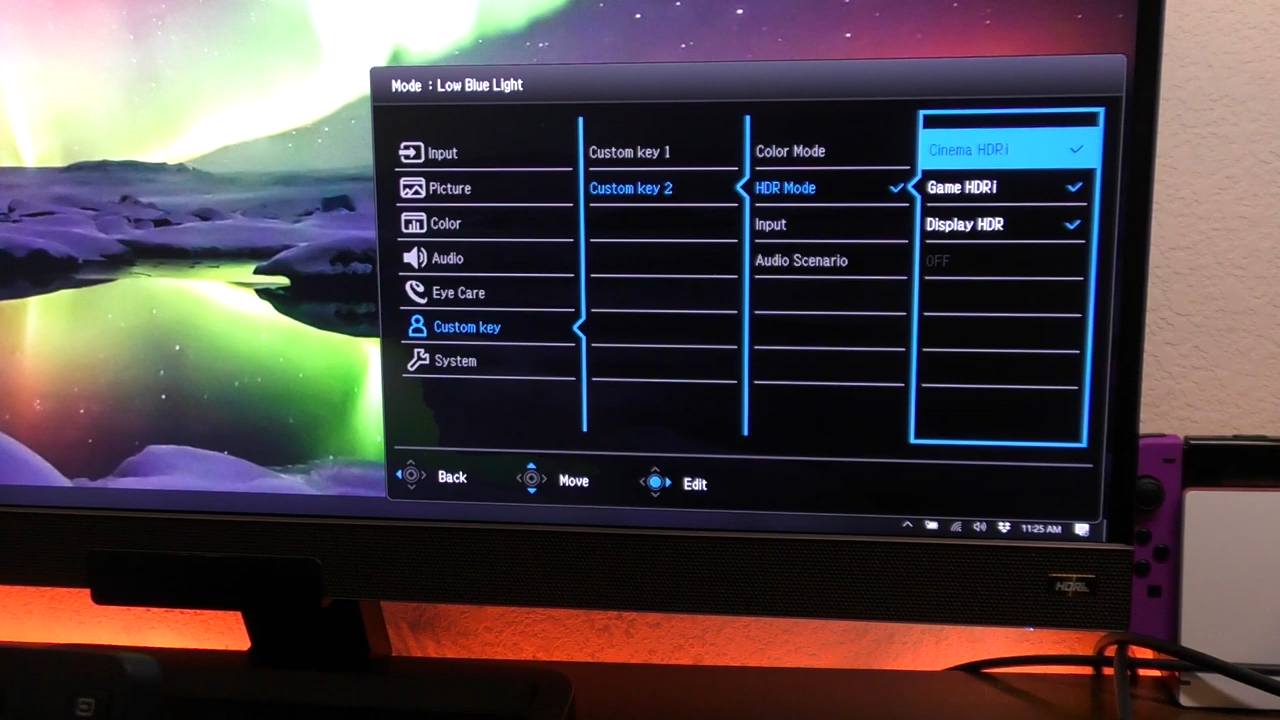 Mode : Low Blue Light
Input
Picture
Color
Audio
Eye Care
Custom key
System
Custom key 1
Custom key 2
Color Mode
HDR Mode
Input
Audio Scenario
Cinema HDRi
Game HDRi
Display HDR
OFF
Back
Move
Edit
11:25 AM
HDRi